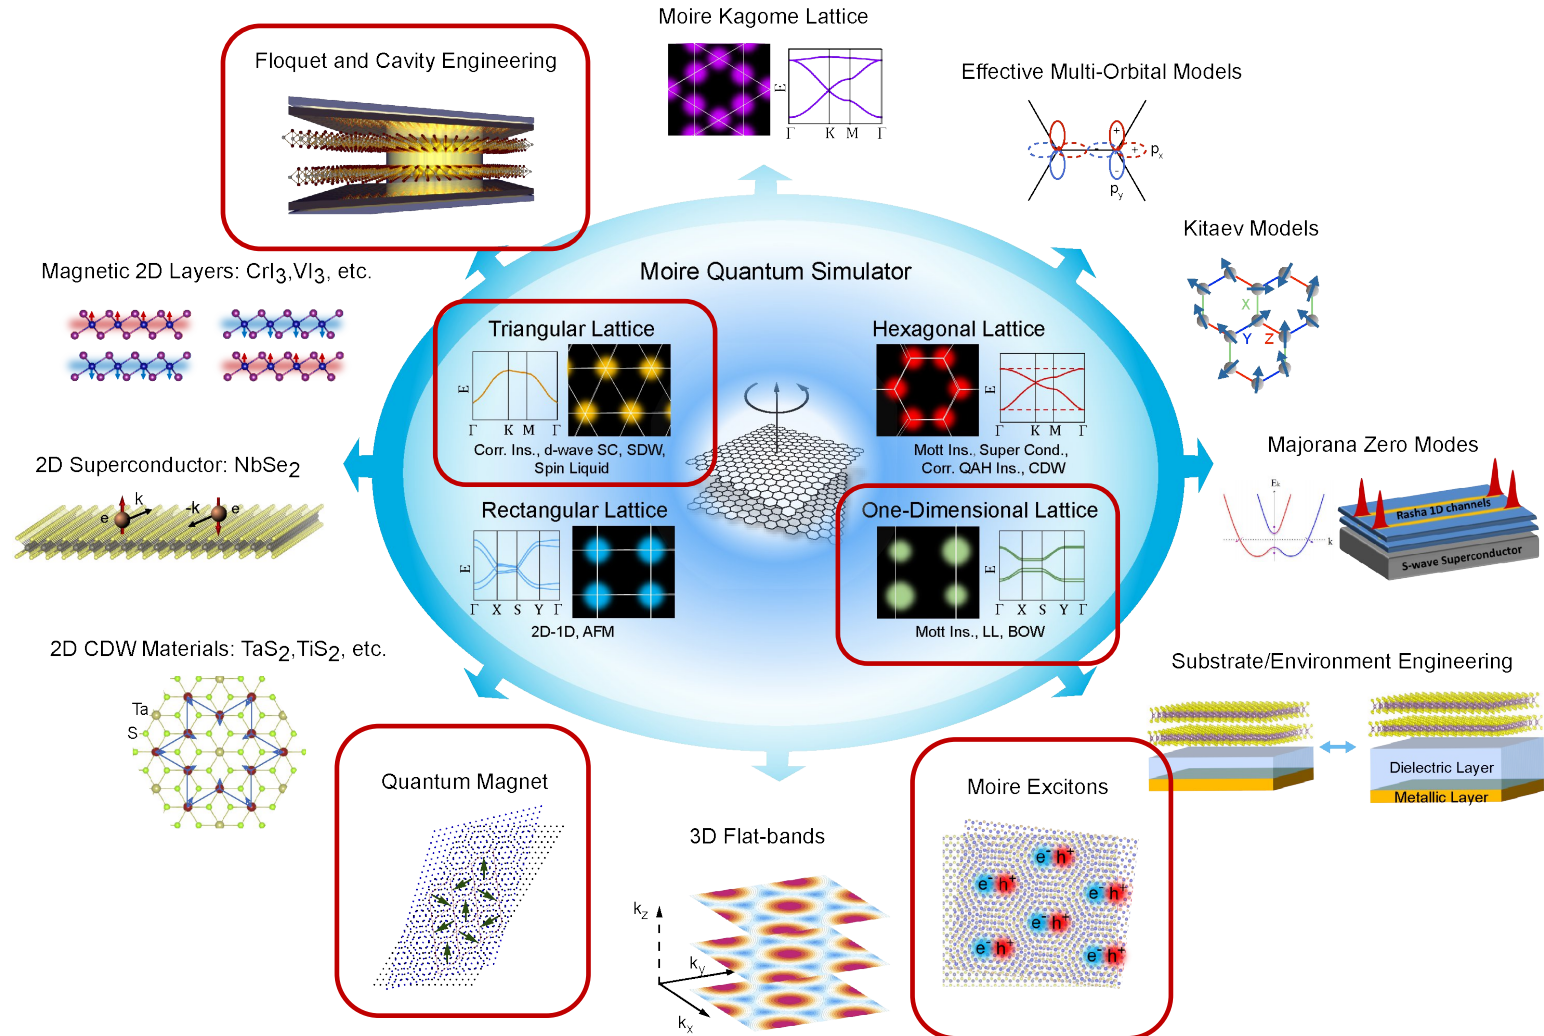 Moire Kagome Lattice
E
Γ K M Γ
Floquet and Cavity Engineering
Effective Multi-Orbital Models
+
- + px
-
py
Kitaev Models
X
Y Z
Magnetic 2D Layers: CrI3,VI3, etc.
Moire Quantum Simulator
Triangular Lattice
E
Γ K M Γ
Corr. Ins., d-wave SC, SDW,
Spin Liquid
Hexagonal Lattice
E
Γ K M Γ
Mott Ins., Super Cond.,
Corr. QAH Ins., CDW
Majorana Zero Modes
Ek
k
Rasha 1D channels
S-wave Superconductor
2D Superconductor: NbSe2
k -k
e e
Rectangular Lattice
E
Γ X S Y Γ
2D-1D, AFM
One-Dimensional Lattice
E
Γ X S Y Γ
Mott Ins., LL, BOW
2D CDW Materials: TaS2,TiS2, etc.
Ta
S
Substrate/Environment Engineering
Dielectric Layer
Metallic Layer
Quantum Magnet
3D Flat-bands
kz
ky
kx
Moire Excitons
e- h+
e- h+
e- h+
e- h+
e- h+
e- h+